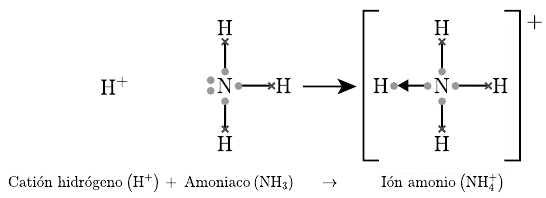 H H +
H⁺ N H H N H
H H
Catión hidrógeno (H⁺) + Amoniaco (NH₃) → Ión amonio (NH₄⁺)